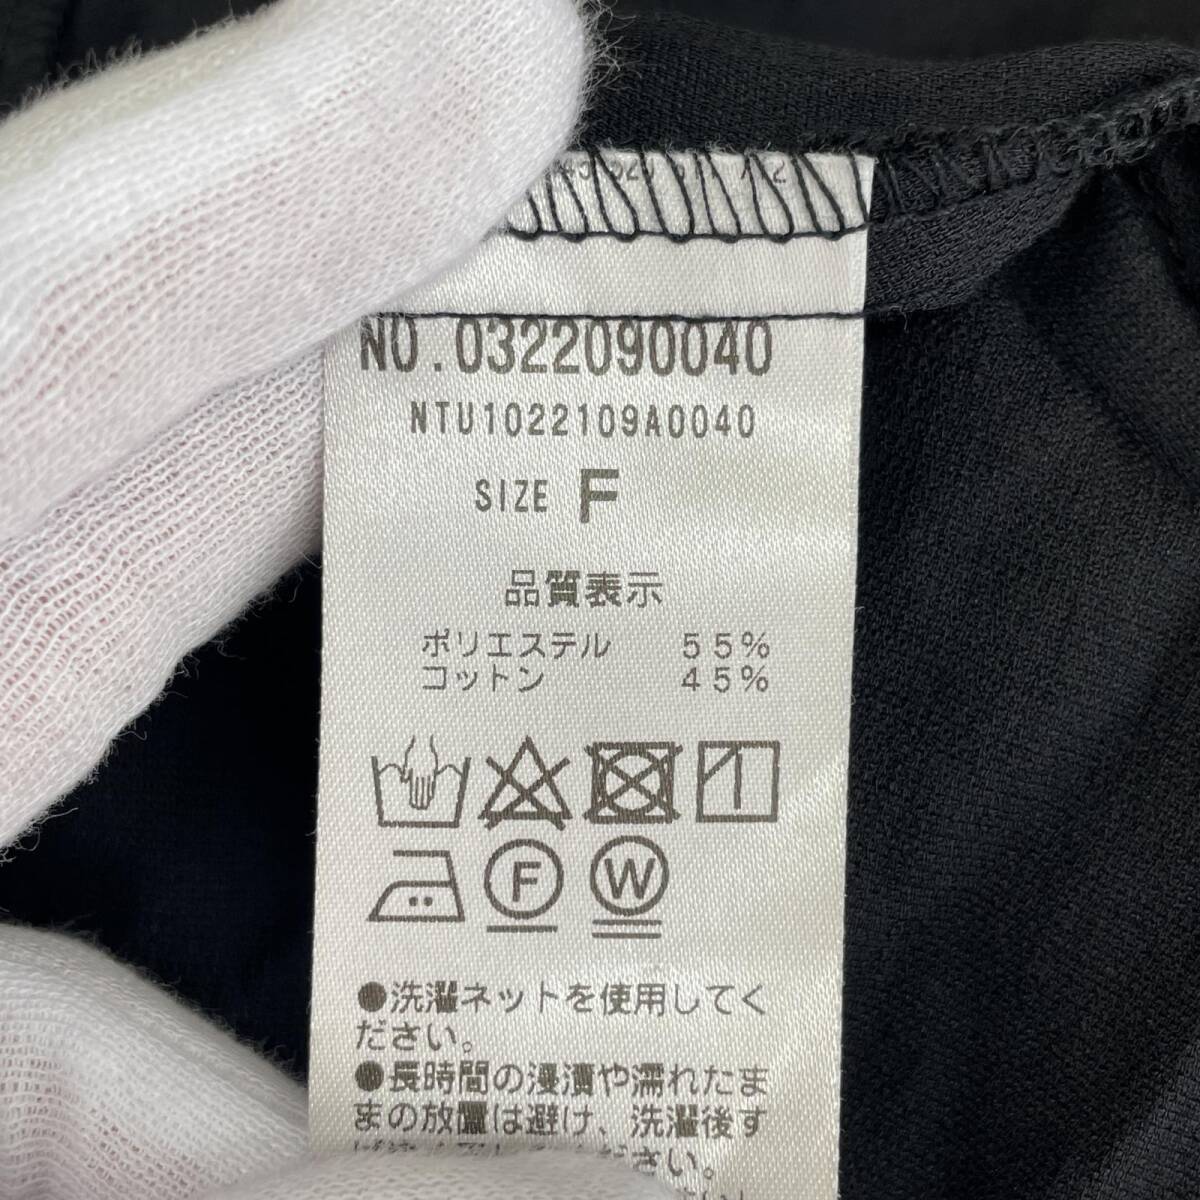 NO.0322090040
NTU1022109A0040
SIZE F
品質表示
ポリエステル 55%
コットン 45%
F W
●洗濯ネットを使用してく
ださい。
●長時間の浸漬や濡れたま
まの放置は避け、洗濯後す
さい。